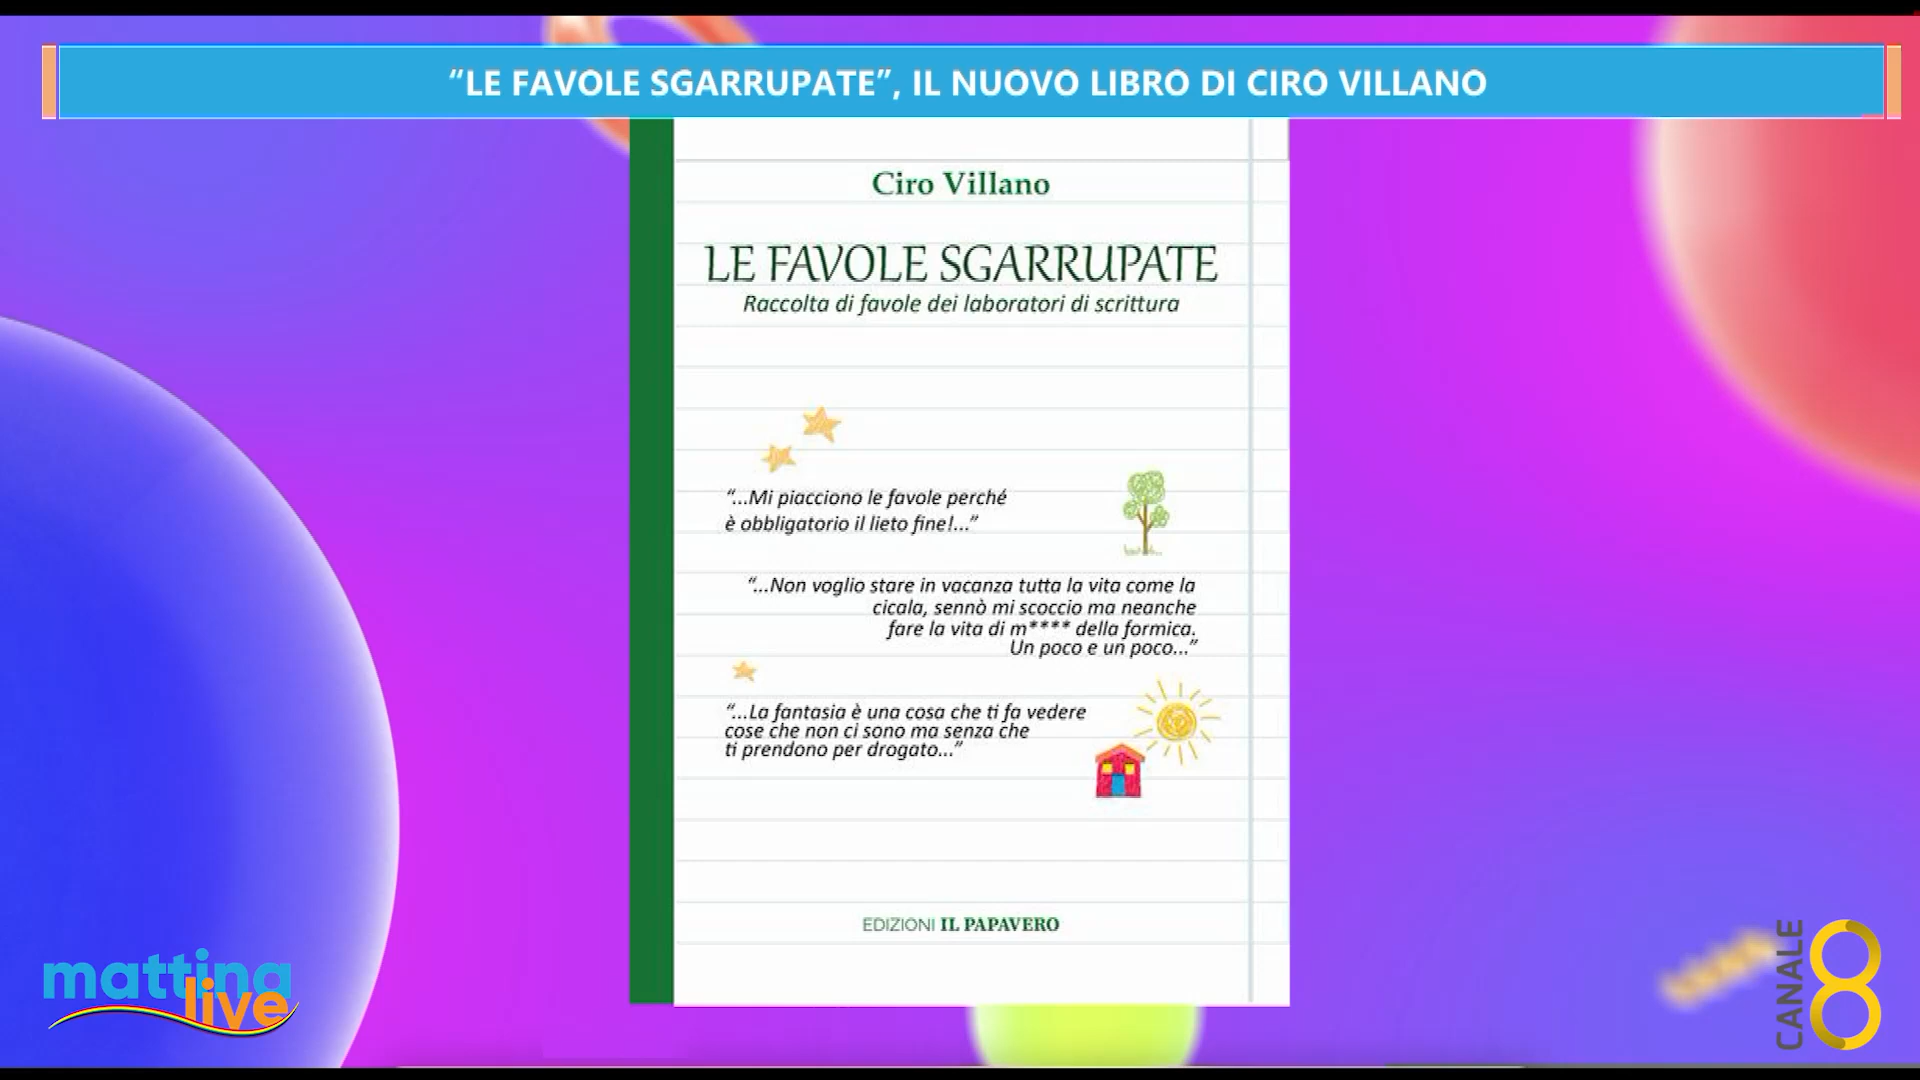 “LE FAVOLE SGARRUPATE”, IL NUOVO LIBRO DI CIRO VILLANO
Ciro Villano
LE FAVOLE SGARRUPATE
Raccolta di favole dei laboratori di scrittura
“...Mi piacciono le favole perché
è obbligatorio il lieto fine!...”
“...Non voglio stare in vacanza tutta la vita come la
cicala, sennò mi scoccio ma neanche
fare la vita di m**** della formica.
Un poco e un poco...”
“...La fantasia è una cosa che ti fa vedere
cose che non ci sono ma senza che
ti prendono per drogato...”
EDIZIONI IL PAPAVERO
mattina
live
CANALE 8